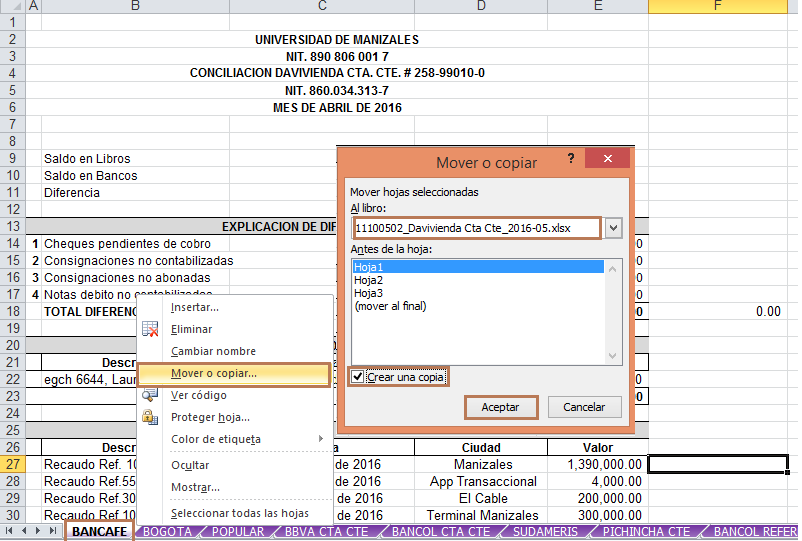 A B C D E F
1
2 UNIVERSIDAD DE MANIZALES
3 NIT. 890 806 001 7
4 CONCILIACION DAVIVIENDA CTA. CTE. # 258-99010-0
5 NIT. 860.034.313-7
6 MES DE ABRIL DE 2016
7
8
9 Saldo en Libros
10 Saldo en Bancos
11 Diferencia
12
13 EXPLICACION DE DIF
14 1 Cheques pendientes de cobro
15 2 Consignaciones no contabilizadas
16 3 Consignaciones no abonadas
17 4 Notas debito no contabilizadas
18 TOTAL DIFERENC 0.00
19
20
21 Descr
22 egch 6644, Laur
23
24
25
26 Descr Ciudad Valor
27 Recaudo Ref. 10 de 2016 Manizales 1,390,000.00
28 Recaudo Ref.55 de 2016 App Transaccional 4,000.00
29 Recaudo Ref.30 de 2016 El Cable 200,000.00
30 Recaudo Ref.10 de 2016 Terminal Manizales 300,000.00
Mover o copiar ?
Mover hojas seleccionadas
Al libro:
11100502_Davivienda Cta Cte_2016-05.xlsx
Antes de la hoja:
Hoja1
Hoja2
Hoja3
(mover al final)
Crear una copia
Aceptar Cancelar
Insertar...
Eliminar
Cambiar nombre
Mover o copiar...
Ver código
Proteger hoja...
Color de etiqueta
Ocultar
Mostrar...
Seleccionar todas las hojas
BANCAFE BOGOTA POPULAR BBVA CTA CTE BANCOL CTA CTE SUDAMERIS PICHINCHA CTE BANCOL REFER